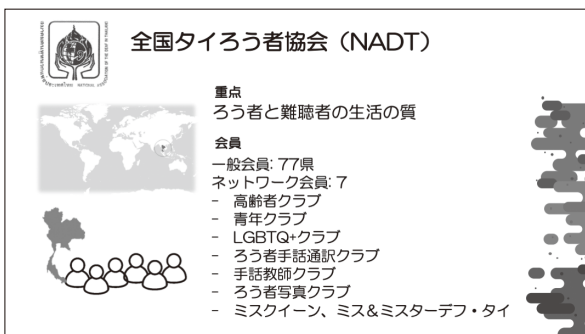 全国タイろう者協会（NADT）
重点
ろう者と難聴者の生活の質
会員
一般会員: 77県
ネットワーク会員: 7
- 高齢者クラブ
- 青年クラブ
- LGBTQ+クラブ
- ろう者手話通訳クラブ
- 手話教師クラブ
- ろう者写真クラブ
- ミスクイーン、ミス&ミスターデフ・タイ